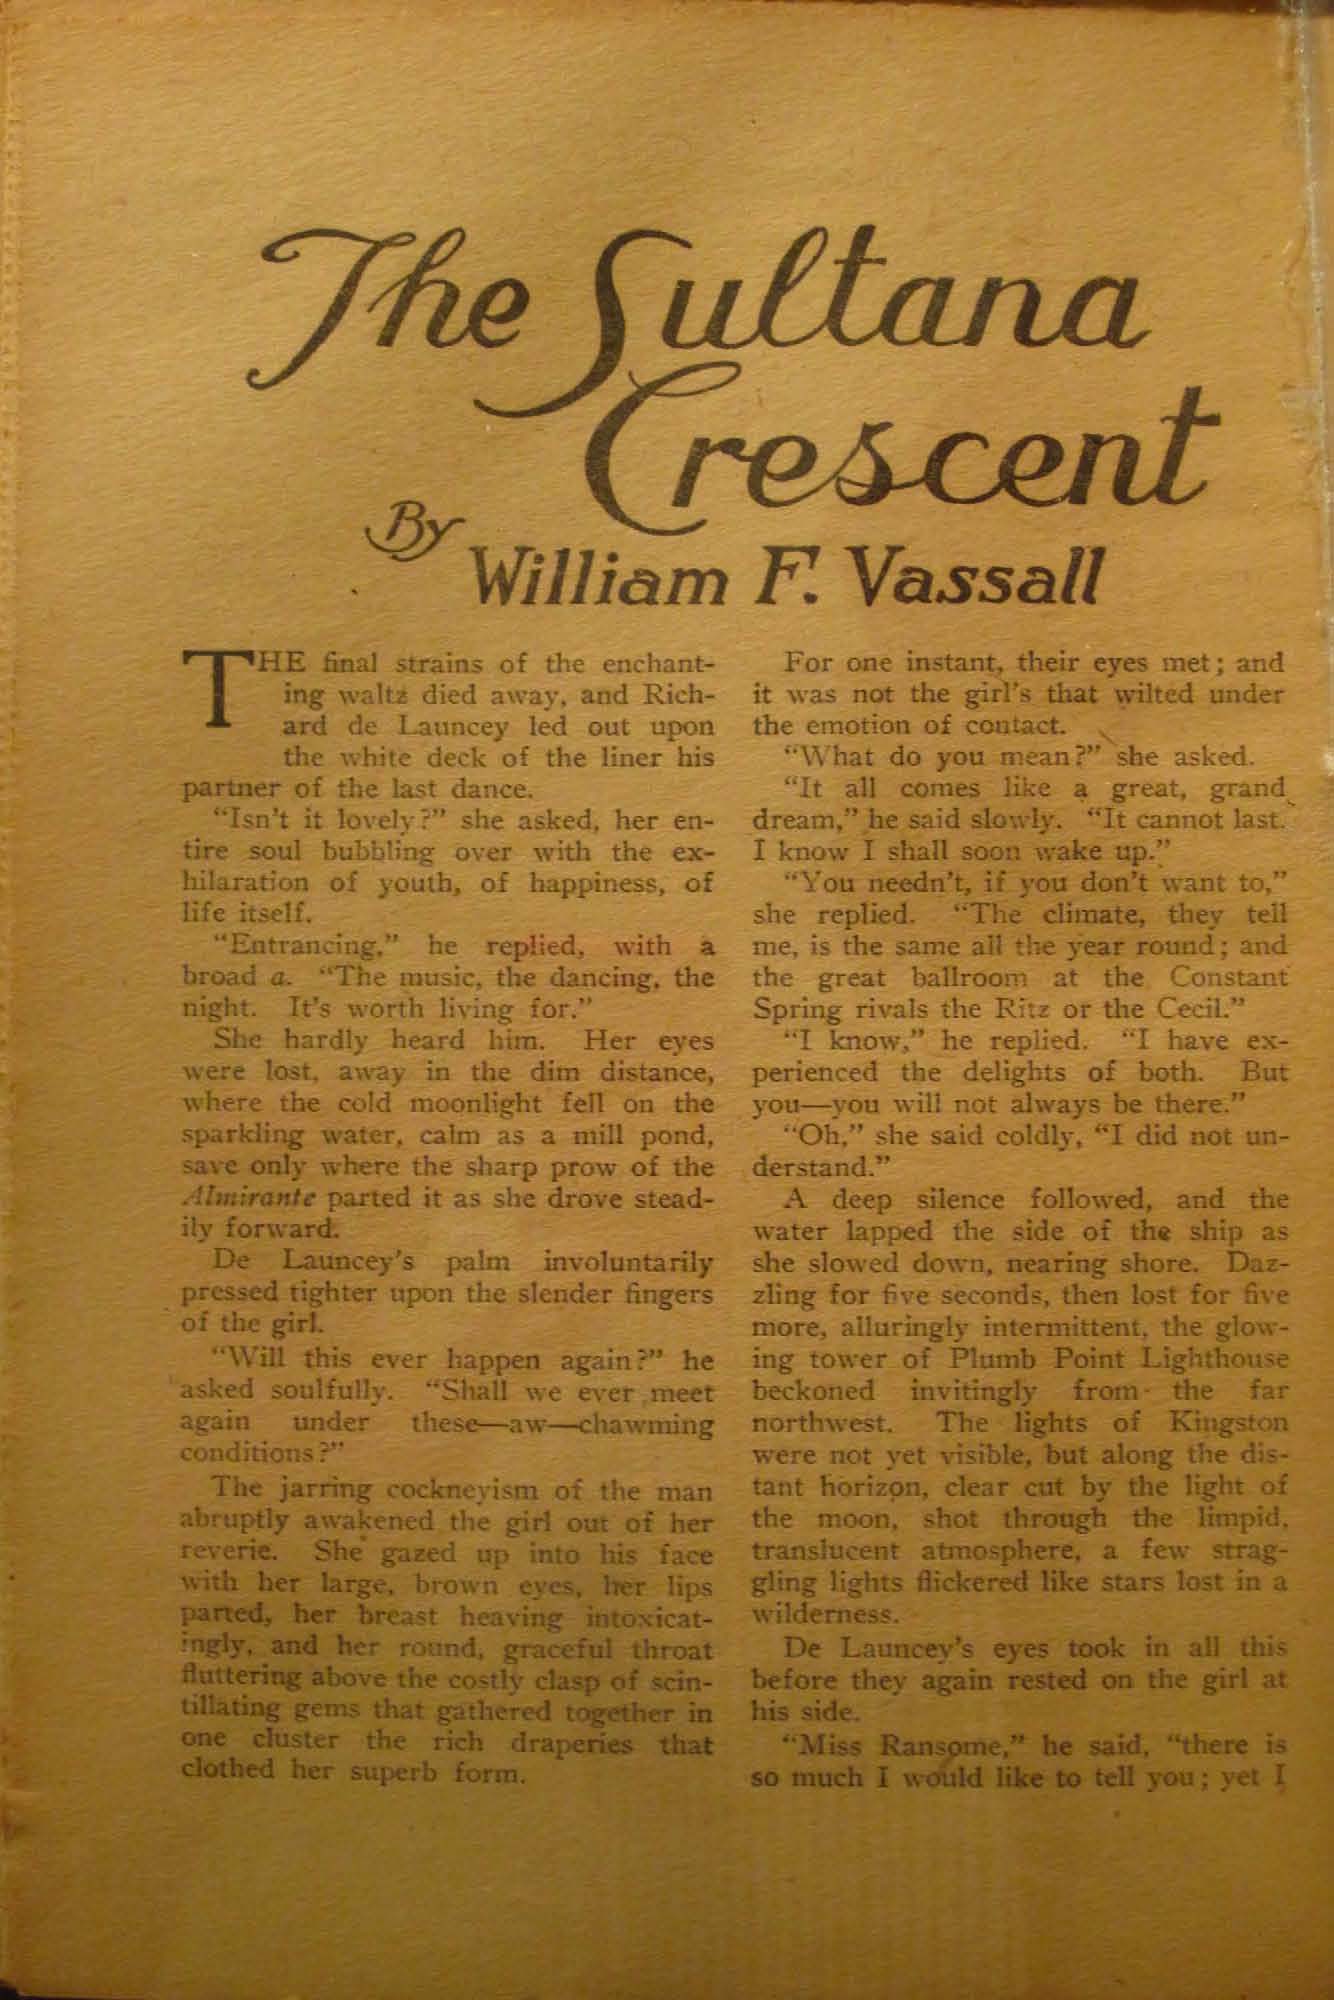 The Sultana
Crescent
By
William F. Vassall
THE final strains of the enchant-
ing waltz died away, and Rich-
ard de Launcey led out upon
the white deck of the liner his
partner of the last dance.
“Isn't it lovely?” she asked, her en-
tire soul bubbling over with the ex-
hilaration of youth, of happiness, of
life itself.
“Entrancing,” he replied, with a
broad a. “The music, the dancing, the
night. It's worth living for.”
She hardly heard him. Her eyes
were lost, away in the dim distance,
where the cold moonlight fell on the
sparkling water, calm as a mill pond,
save only where the sharp prow of the
Almirante parted it as she drove stead-
ily forward.
De Launcey's palm involuntarily
pressed tighter upon the slender fingers
of the girl.
“Will this ever happen again?” he
asked soulfully. “Shall we ever meet
again under these—aw—chawming
conditions?”
The jarring cockneyism of the man
abruptly awakened the girl out of her
reverie. She gazed up into his face
with her large, brown eyes, her lips
parted, her breast heaving intoxicat-
ingly, and her round, graceful throat
fluttering above the costly clasp of scin-
tillating gems that gathered together in
one cluster the rich draperies that
clothed her superb form.
For one instant, their eyes met; and
it was not the girl's that wilted under
the emotion of contact.
“What do you mean?” she asked.
“It all comes like a great, grand
dream,” he said slowly. “It cannot last.
I know I shall soon wake up.”
“You needn't, if you don't want to,”
she replied. “The climate, they tell
me, is the same all the year round; and
the great ballroom at the Constant
Spring rivals the Ritz or the Cecil.”
“I know,” he replied. “I have ex-
perienced the delights of both. But
you—you will not always be there.”
“Oh,” she said coldly, “I did not un-
derstand.”
A deep silence followed, and the
water lapped the side of the ship as
she slowed down, nearing shore. Daz-
zling for five seconds, then lost for five
more, alluringly intermittent, the glow-
ing tower of Plumb Point Lighthouse
beckoned invitingly from the far
northwest. The lights of Kingston
were not yet visible, but along the dis-
tant horizon, clear cut by the light of
the moon, shot through the limpid,
translucent atmosphere, a few strag-
gling lights flickered like stars lost in a
wilderness.
De Launcey's eyes took in all this
before they again rested on the girl at
his side.
“Miss Ransome,” he said, “there is
so much I would like to tell you; yet I